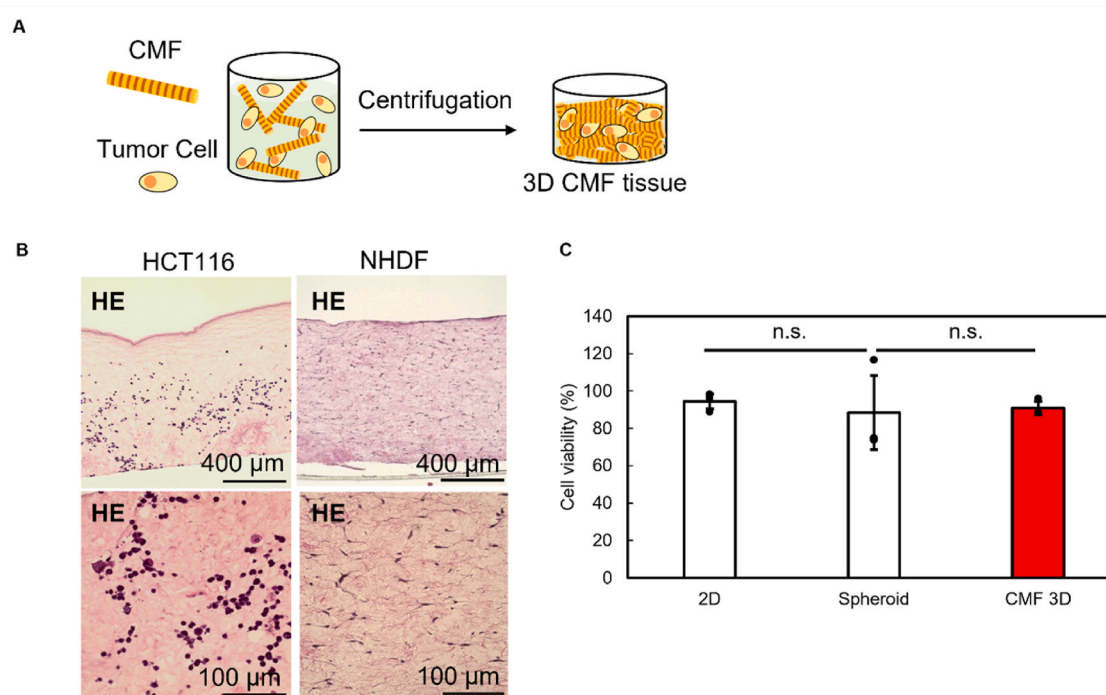 A
CMF
Tumor Cell
Centrifugation
3D CMF tissue
B
HCT116
NHDF
HE
400 µm
HE
400 µm
HE
100 µm
HE
100 µm
C
Cell viability (%)
140
120
100
80
60
40
20
0
n.s.
n.s.
2D
Spheroid
CMF 3D